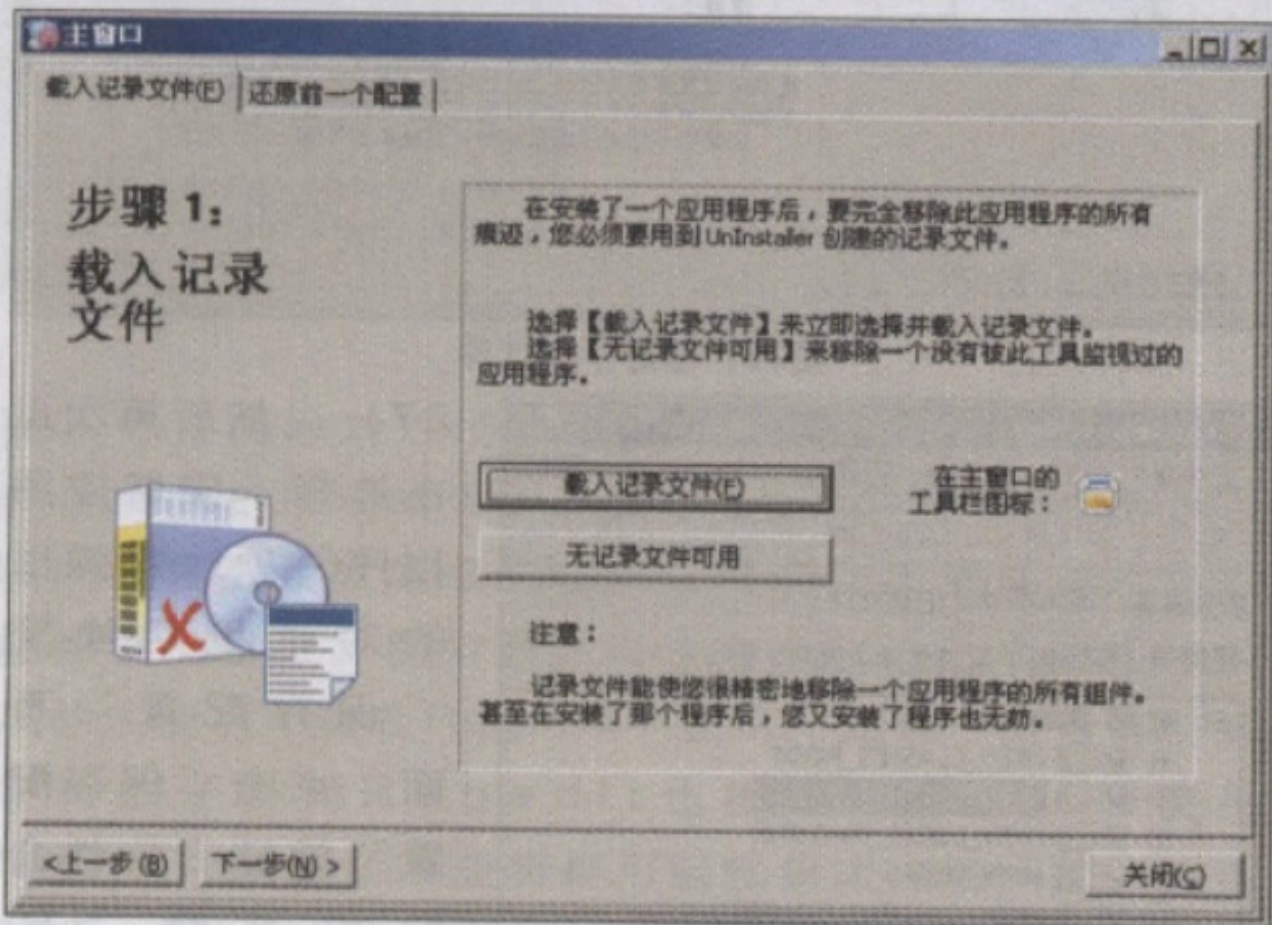 主窗口
载入记录文件(F)
还原前一个配置
步骤 1:
载入记录
文件
在安装了一个应用程序后，要完全移除此应用程序的所有
痕迹，您必须要用到 UnInstaller 创建的记录文件。
选择【载入记录文件】来立即选择并载入记录文件。
选择【无记录文件可用】来移除一个没有被此工具监视过的
应用程序。
载入记录文件(F)
在主窗口的
工具栏图标：
无记录文件可用
注意：
记录文件能使您很精密地移除一个应用程序的所有组件。
甚至在安装了那个程序后，您又安装了程序也无妨。
<上一步(B)
下一步(N) >
关闭(C)